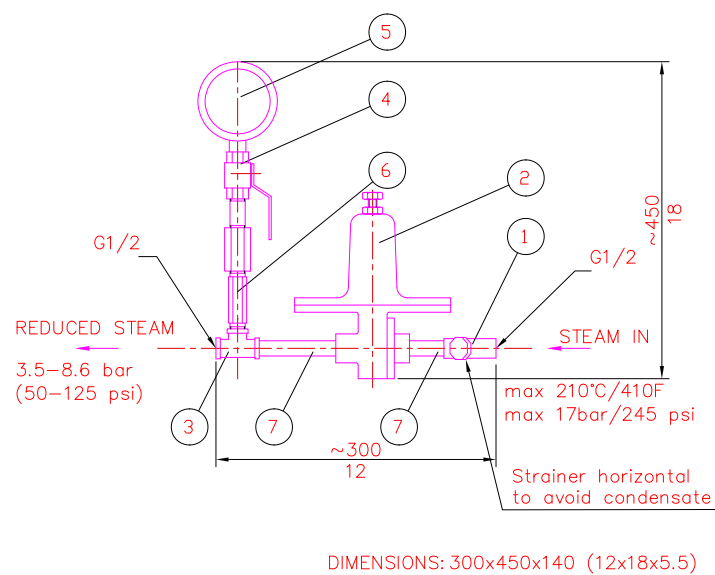 5
4
6
2
1
G1/2
G1/2
~450
18
REDUCED STEAM
STEAM IN
3.5-8.6 bar
(50-125 psi)
max 210°C/410F
max 17bar/245 psi
3
7
7
~300
12
Strainer horizontal
to avoid condensate
DIMENSIONS: 300x450x140 (12x18x5.5)